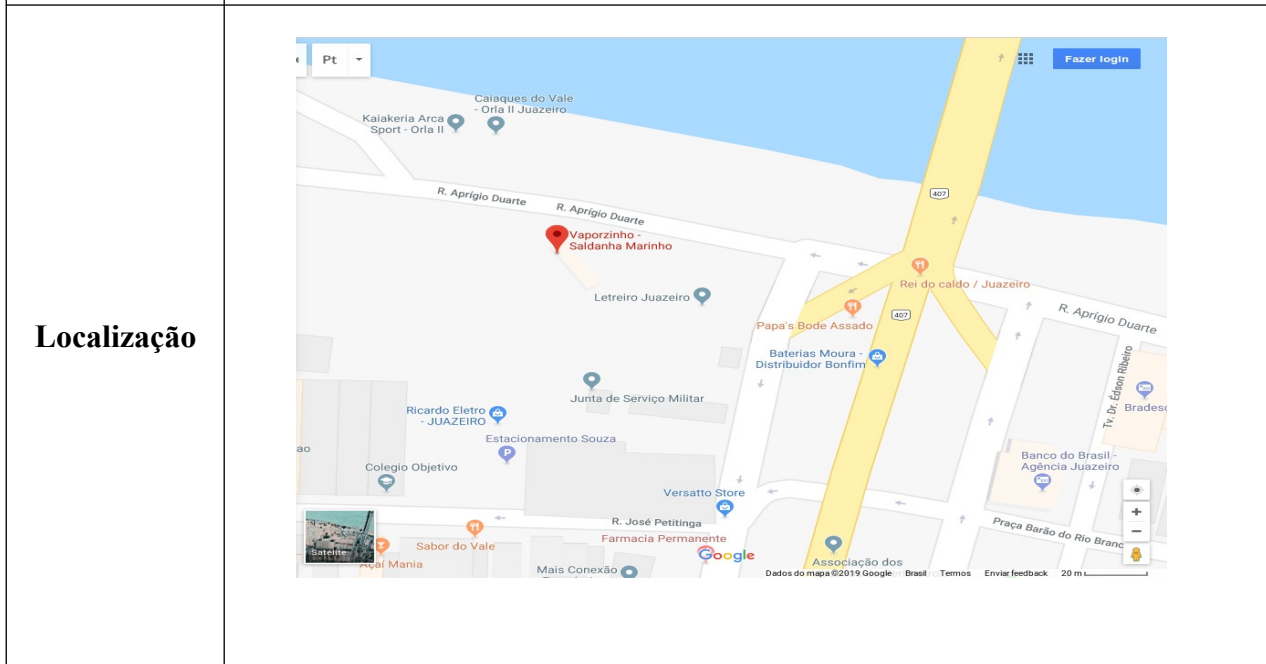 Localização
Pt
Fazer login
Caiaques do Vale
- Orla II Juazeiro
Kaiakeria Arca
Sport - Orla II
407
R. Aprígio Duarte
R. Aprígio Duarte
Vaporzinho -
Saldanha Marinho
Rei do caldo / Juazeiro
Letreiro Juazeiro
R. Aprígio Duarte
407
Papa's Bode Assado
Baterias Moura -
Distribuidor Bonfim
Tv. Dr. Édson Ribeiro
Junta de Serviço Militar
Bradesc
Ricardo Eletro
- JUAZEIRO
Estacionamento Souza
P
ao
Colegio Objetivo
Banco do Brasil -
Agência Juazeiro
Versatto Store
R. José Petitinga
Praça Barão do Rio Branc
Farmacia Permanente
Satélite
Sabor do Vale
Google
Açaí Mania
Mais Conexão
Associação dos
Dados do mapa ©2019 Google Brasil Termos Enviar feedback 20 m